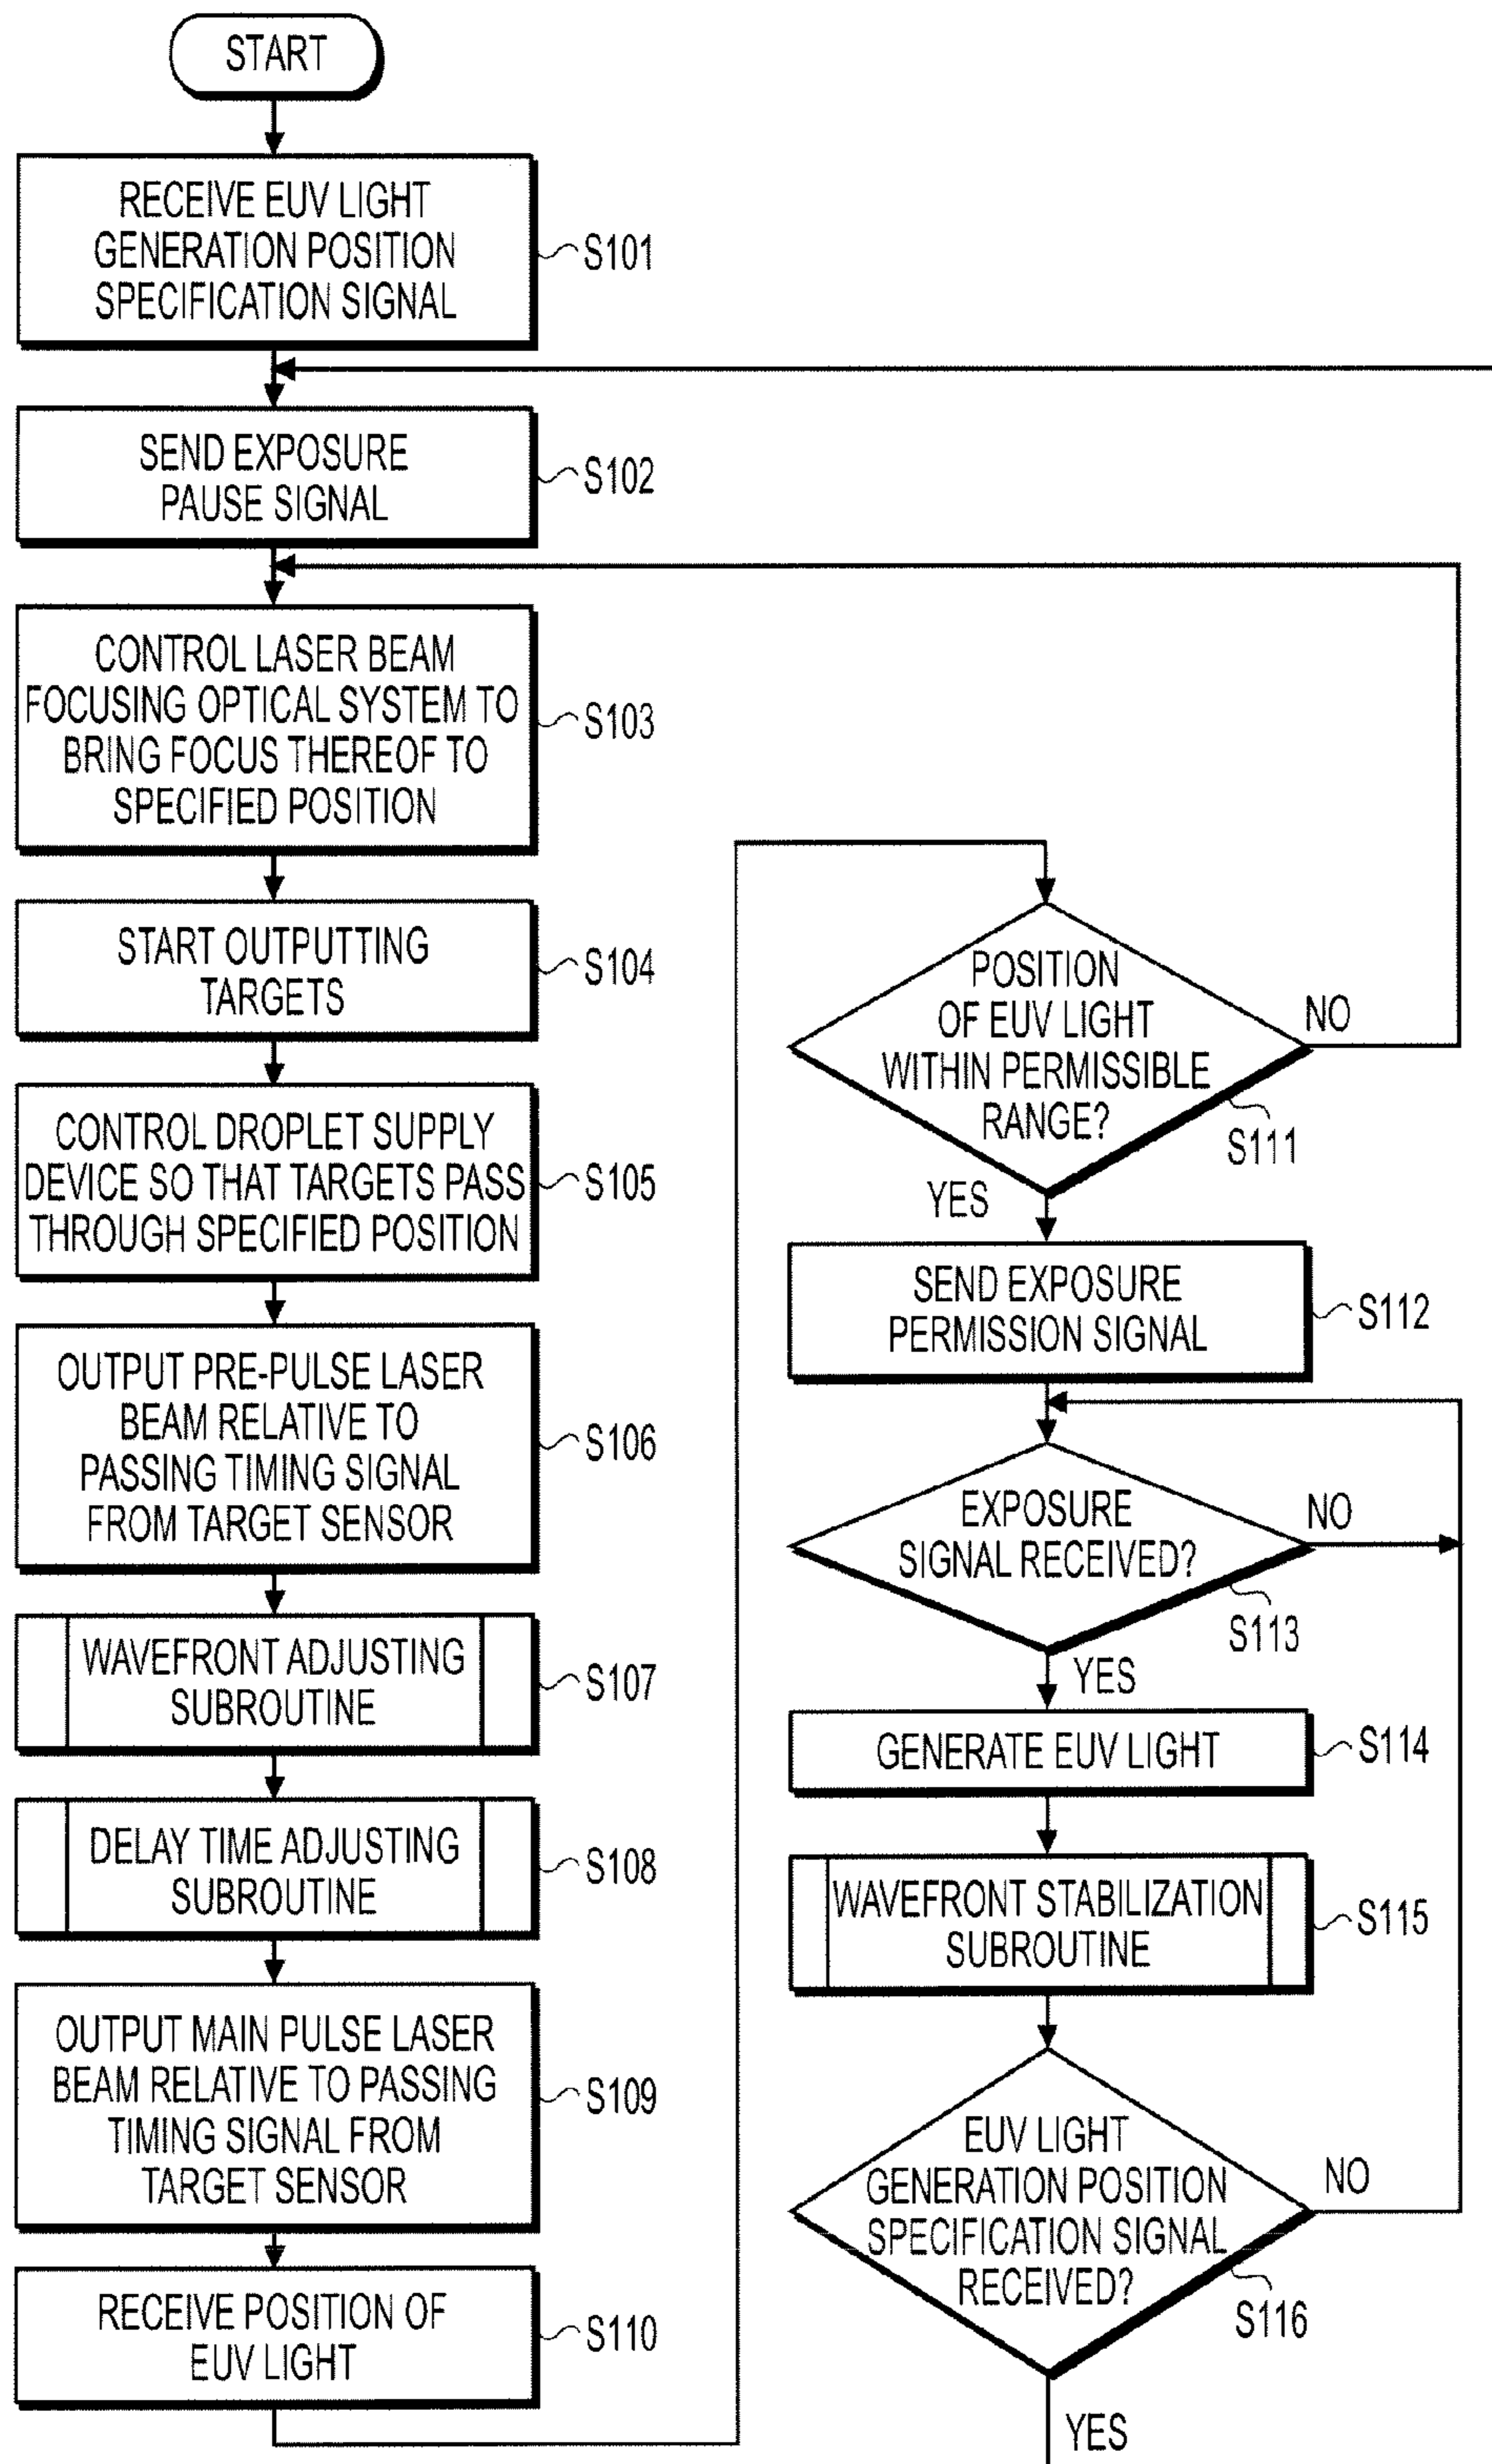 START
RECEIVE EUV LIGHT
GENERATION POSITION
SPECIFICATION SIGNAL
S101
SEND EXPOSURE
PAUSE SIGNAL
S102
CONTROL LASER BEAM
FOCUSING OPTICAL SYSTEM TO
BRING FOCUS THEREOF TO
SPECIFIED POSITION
S103
START OUTPUTTING
TARGETS
S104
CONTROL DROPLET SUPPLY
DEVICE SO THAT TARGETS PASS
THROUGH SPECIFIED POSITION
S105
OUTPUT PRE-PULSE LASER
BEAM RELATIVE TO
PASSING TIMING SIGNAL
FROM TARGET SENSOR
S106
WAVEFRONT ADJUSTING
SUBROUTINE
S107
DELAY TIME ADJUSTING
SUBROUTINE
S108
OUTPUT MAIN PULSE LASER
BEAM RELATIVE TO PASSING
TIMING SIGNAL FROM
TARGET SENSOR
S109
RECEIVE POSITION OF
EUV LIGHT
S110
POSITION
OF EUV LIGHT
WITHIN PERMISSIBLE
RANGE?
NO
S111
YES
SEND EXPOSURE
PERMISSION SIGNAL
S112
EXPOSURE
SIGNAL RECEIVED?
NO
S113
YES
GENERATE EUV LIGHT
S114
WAVEFRONT STABILIZATION
SUBROUTINE
S115
EUV LIGHT
GENERATION POSITION
SPECIFICATION SIGNAL
RECEIVED?
NO
S116
YES